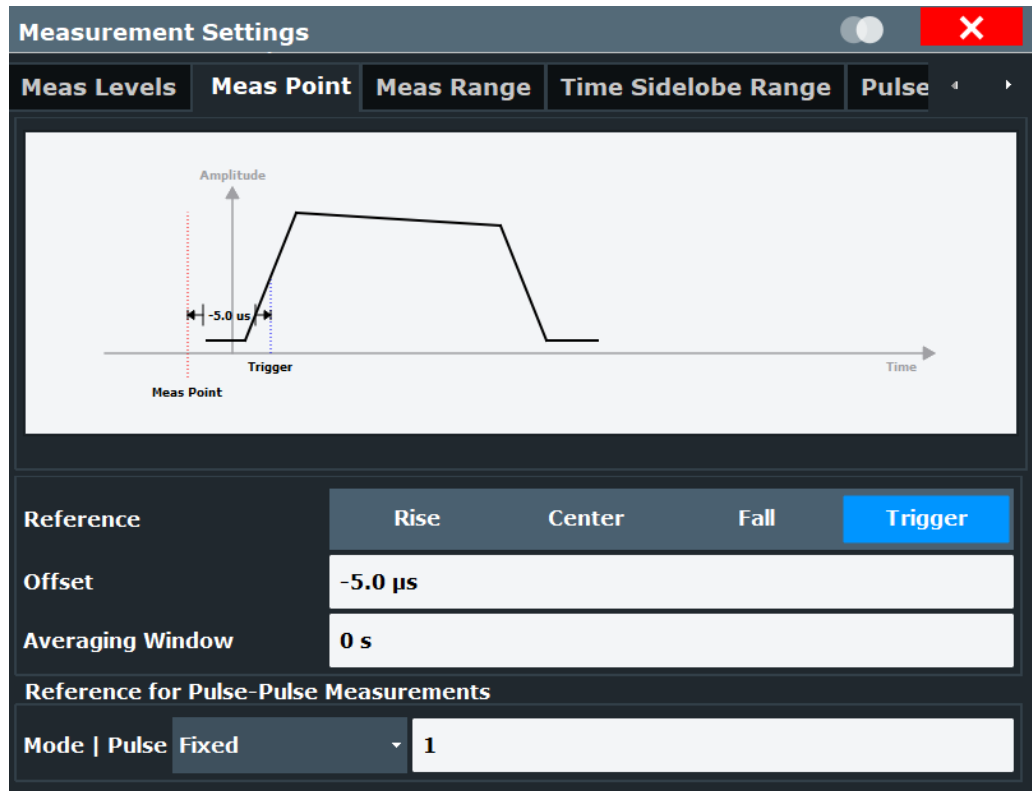 Measurement Settings
Meas Levels Meas Point Meas Range Time Sidelobe Range Pulse
Amplitude
-5.0 us
Trigger
Time
Meas Point
Reference Rise Center Fall Trigger
Offset -5.0 µs
Averaging Window 0 s
Reference for Pulse-Pulse Measurements
Mode | Pulse Fixed 1